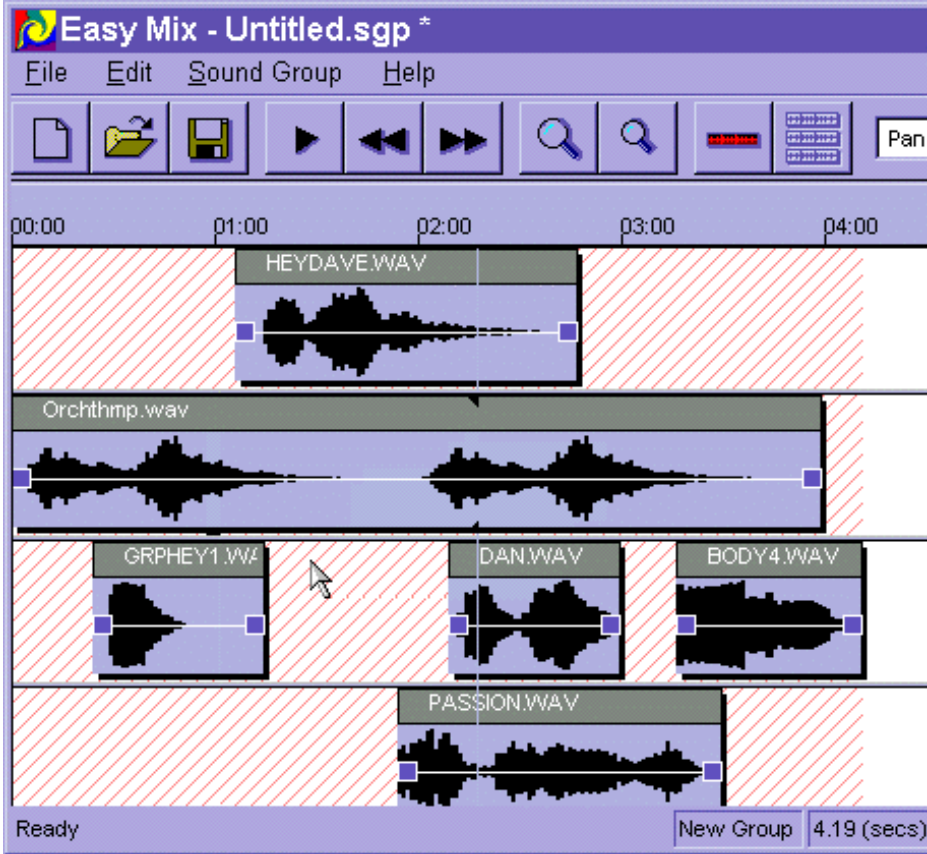 Easy Mix - Untitled.sgp *
File Edit Sound Group Help
Pan
00:00 01:00 02:00 03:00 04:00
HEYDAVE.WAV
Orchthmp.wav
GRPHEY1.WA DAN.WAV BODY4.WAV
PASSION.WAV
Ready New Group 4.19 (secs)